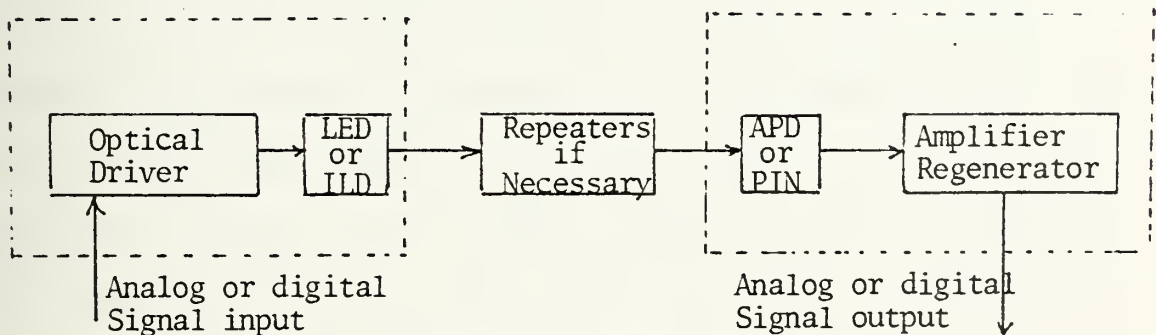 Optical
Driver
LED
or
ILD
Repeaters
if
Necessary
APD
or
PIN
Amplifier
Regenerator
Analog or digital
Signal input
Analog or digital
Signal output